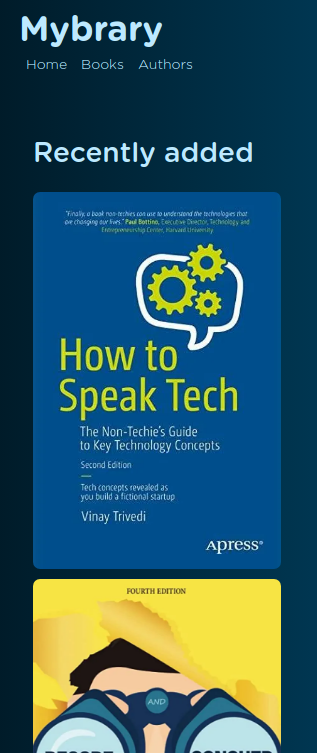 Mybrary
Home Books Authors
Recently added
"Finally, a book non-techies can use to understand the technologies that
are changing our lives." Paul Bottino, Executive Director, Technology and
Entrepreneurship Center, Harvard University
How to
Speak Tech
The Non-Techie's Guide
to Key Technology Concepts
Second Edition
Tech concepts revealed as
you build a fictional startup
Vinay Trivedi
Apress®
FOURTH EDITION
AND